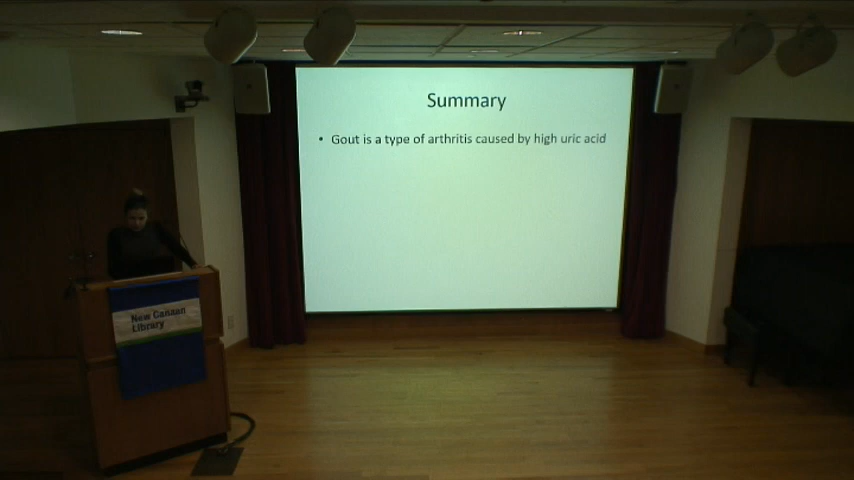 Summary
• Gout is a type of arthritis caused by high uric acid
New Canaan
Library